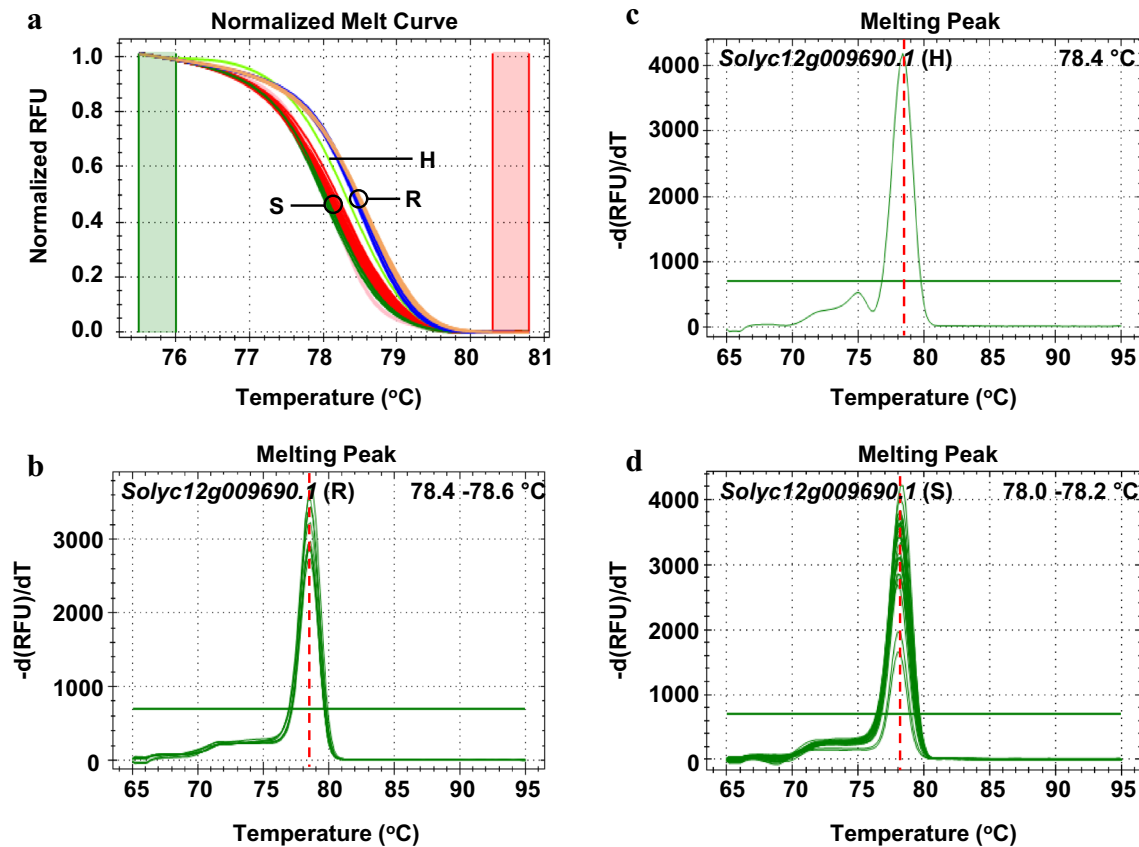 a
Normalized Melt Curve
Normalized RFU
1.0
0.8
0.6
0.4
0.2
0.0
H
R
S
76 77 78 79 80 81
Temperature (oC)
c
Melting Peak
Solyc12g009690.1 (H) 78.4 °C
-d(RFU)/dT
4000
3000
2000
1000
0
65 70 75 80 85 90 95
Temperature (oC)
b
Melting Peak
Solyc12g009690.1 (R) 78.4 -78.6 °C
-d(RFU)/dT
3000
2000
1000
0
65 70 75 80 85 90 95
Temperature (oC)
d
Melting Peak
Solyc12g009690.1 (S) 78.0 -78.2 °C
-d(RFU)/dT
4000
3000
2000
1000
0
65 70 75 80 85 90 95
Temperature (oC)